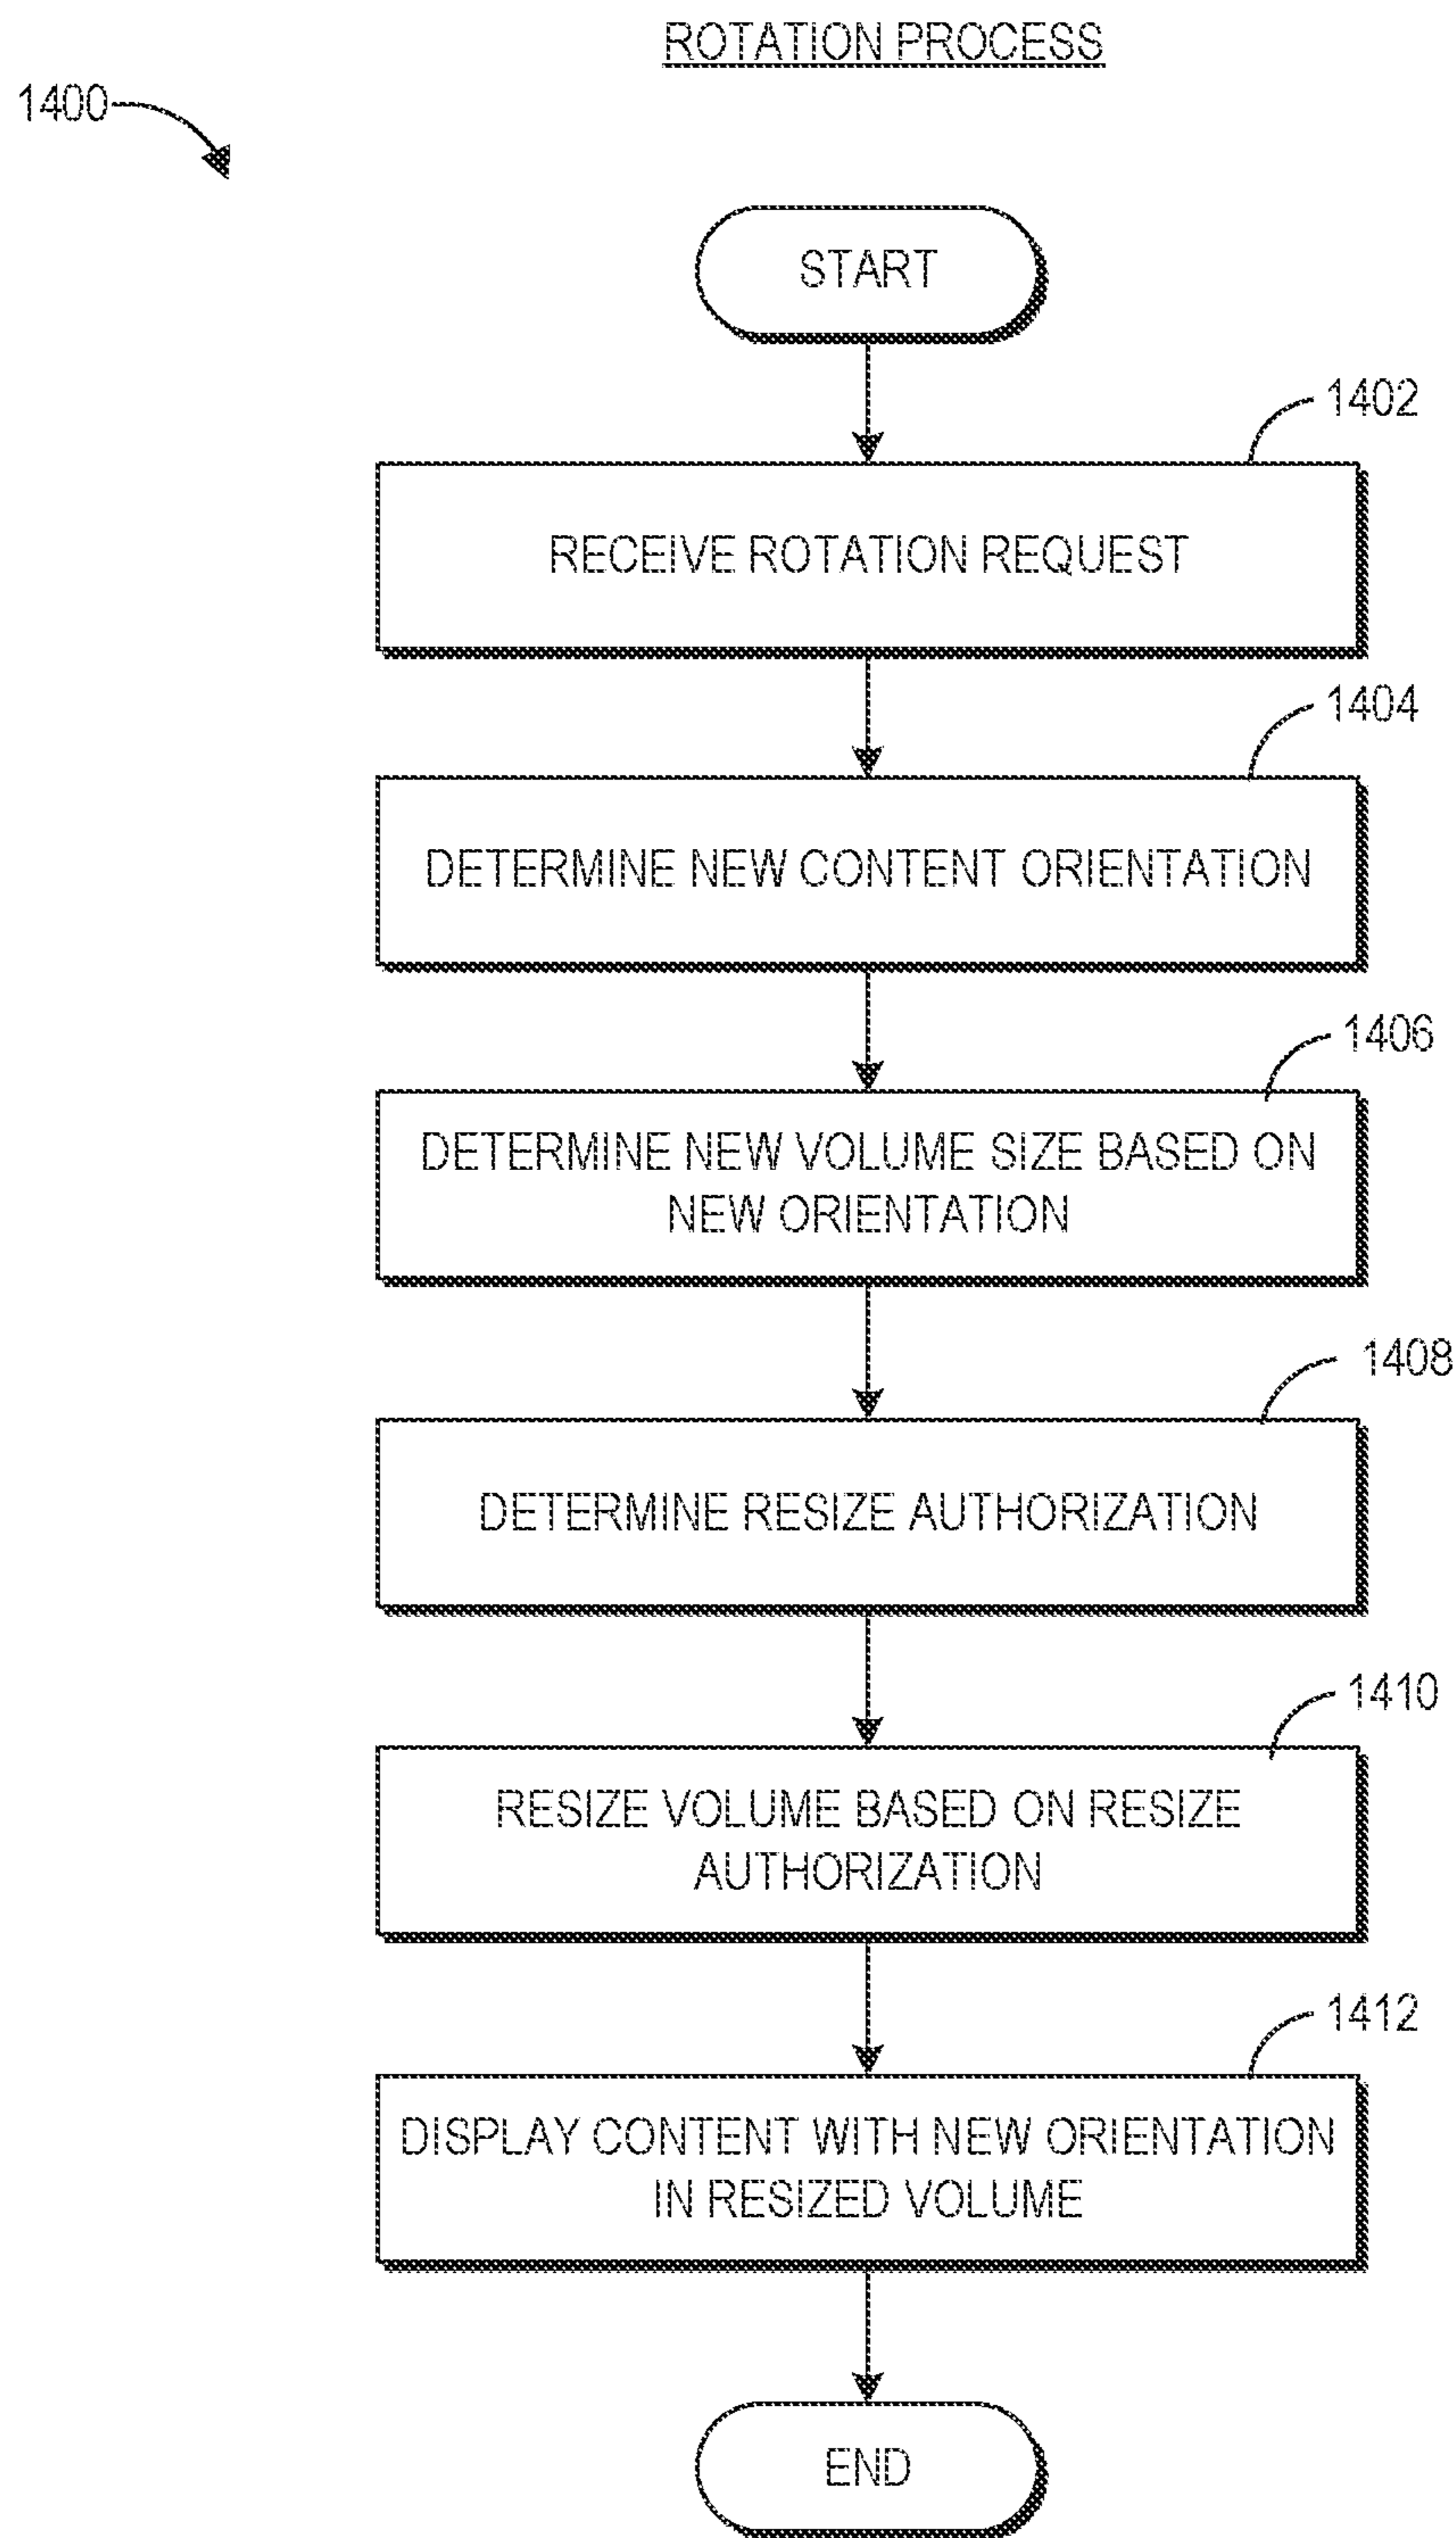 ROTATION PROCESS
1400
START
1402
RECEIVE ROTATION REQUEST
1404
DETERMINE NEW CONTENT ORIENTATION
1406
DETERMINE NEW VOLUME SIZE BASED ON
NEW ORIENTATION
1408
DETERMINE RESIZE AUTHORIZATION
1410
RESIZE VOLUME BASED ON RESIZE
AUTHORIZATION
1412
DISPLAY CONTENT WITH NEW ORIENTATION
IN RESIZED VOLUME
END